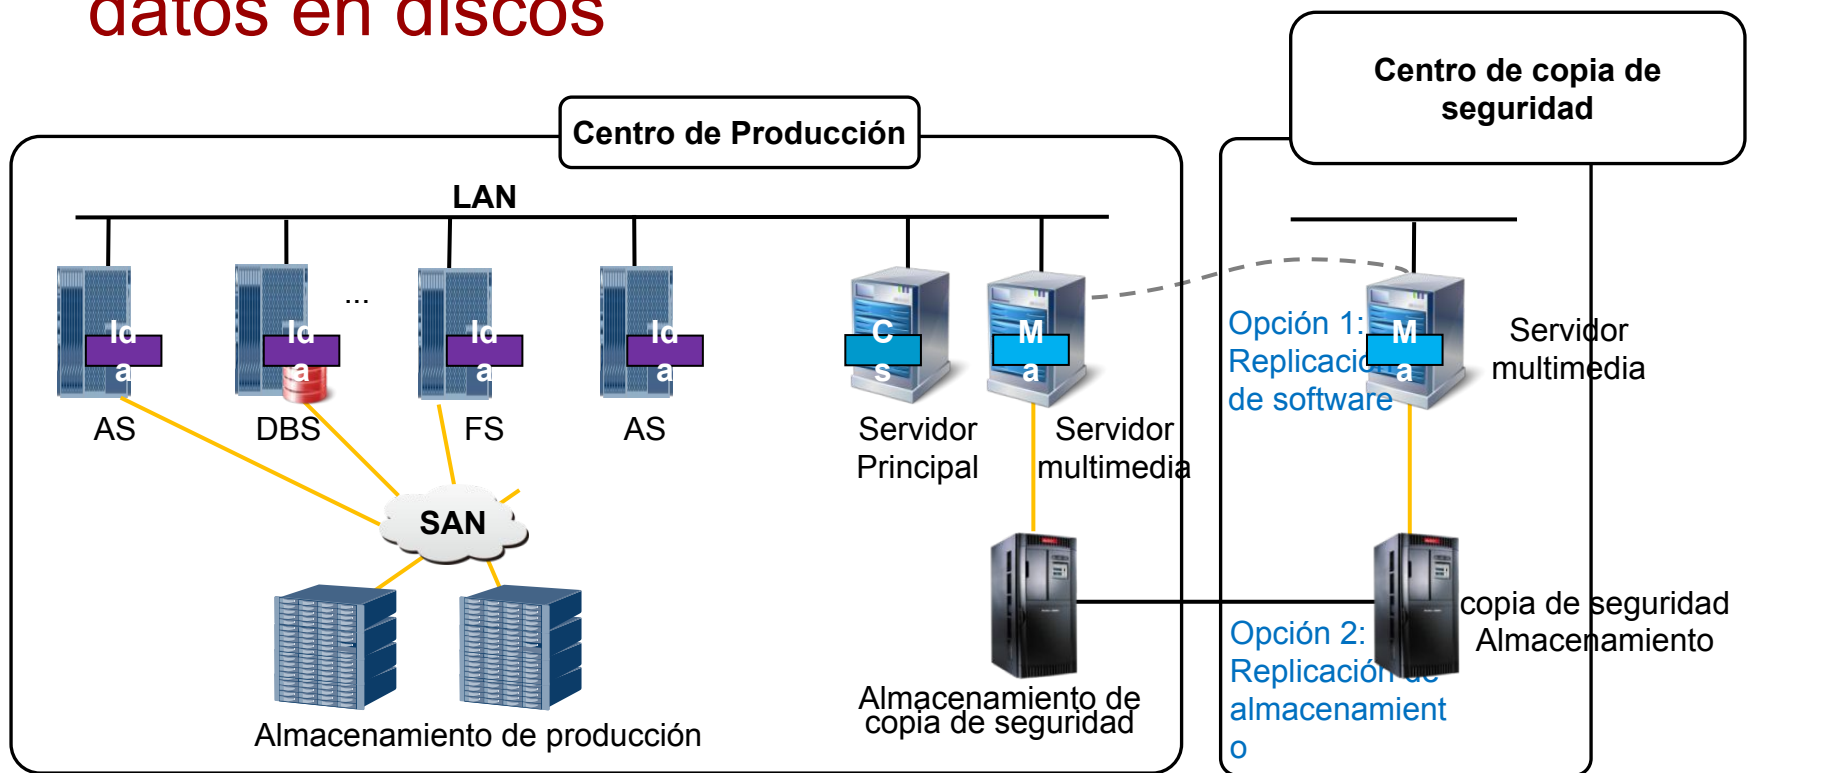 datos en discos
Centro de copia de
seguridad
Centro de Producción
LAN
...
Id
a
Id
a
Id
a
Id
a
C
s
M
a
M
a
Opción 1:
Replicación
de software
Servidor
multimedia
AS
DBS
FS
AS
Servidor
Principal
Servidor
multimedia
SAN
copia de seguridad
Almacenamiento
Opción 2:
Replicación de
almacenamient
o
Almacenamiento de
copia de seguridad
Almacenamiento de producción